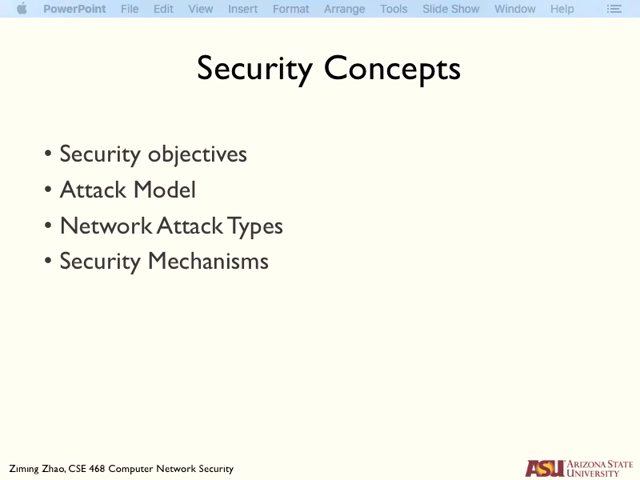 PowerPoint File Edit View Insert Format Arrange Tools Slide Show Window Help
Security Concepts
• Security objectives
• Attack Model
• Network Attack Types
• Security Mechanisms
Ziming Zhao, CSE 468 Computer Network Security
ASU ARIZONA STATE
UNIVERSITY